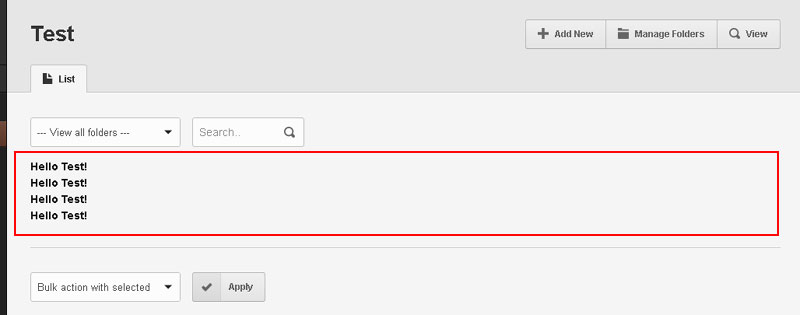 Test
Add New
Manage Folders
View
List
--- View all folders ---
Search..
Hello Test!
Hello Test!
Hello Test!
Hello Test!
Bulk action with selected
Apply